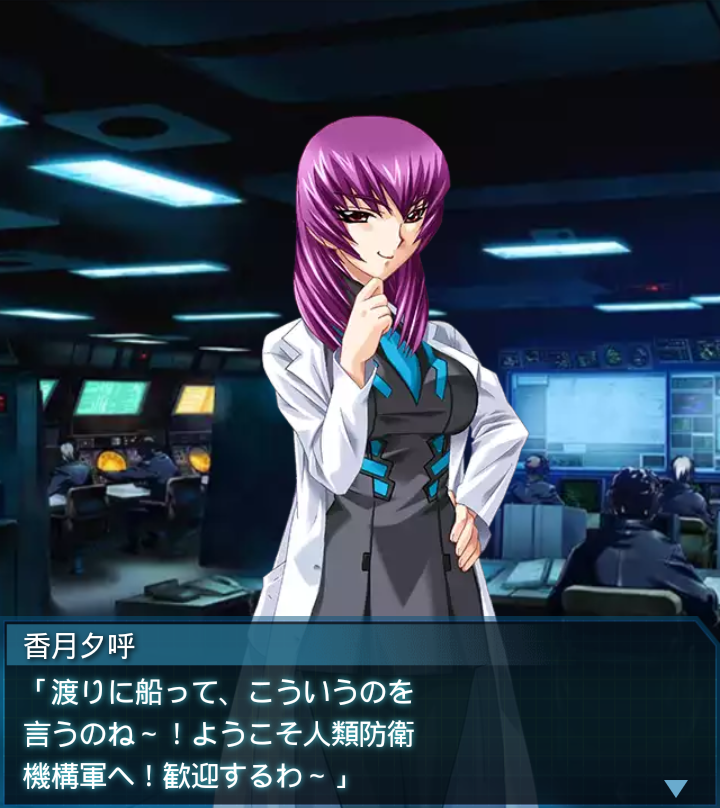 香月夕呼
「渡りに船って、こういうのを
言うのね~！ようこそ人類防衛
機構軍へ！歓迎するわ~」